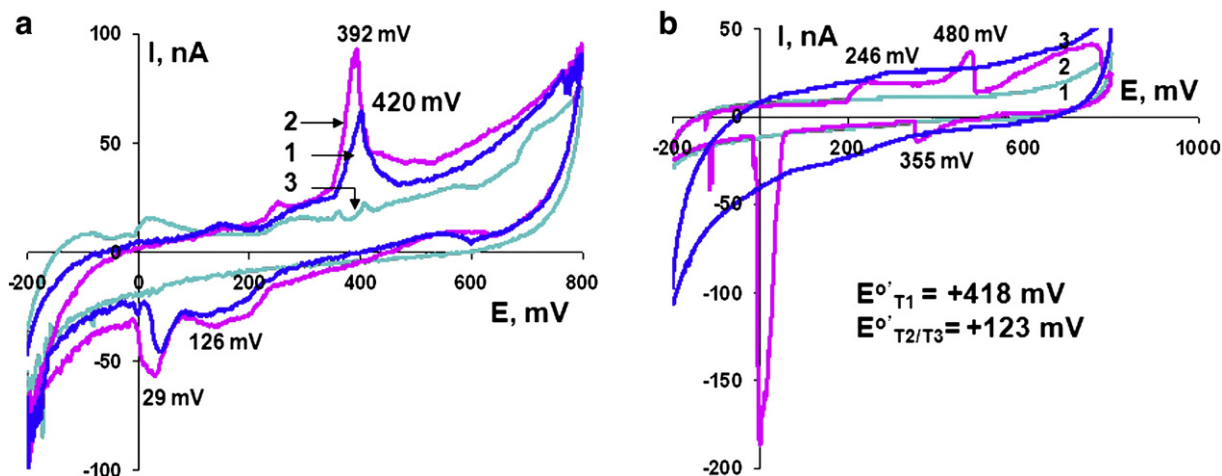 a
I, nA
100
50
0
-50
-100
-200
0
200
400
600
800
E, mV
392 mV
420 mV
2
1
3
126 mV
29 mV
b
I, nA
50
0
-50
-100
-150
-200
-200
200
600
1000
E, mV
246 mV
480 mV
3
2
1
355 mV
E°'T1 = +418 mV
E°'T2/T3= +123 mV